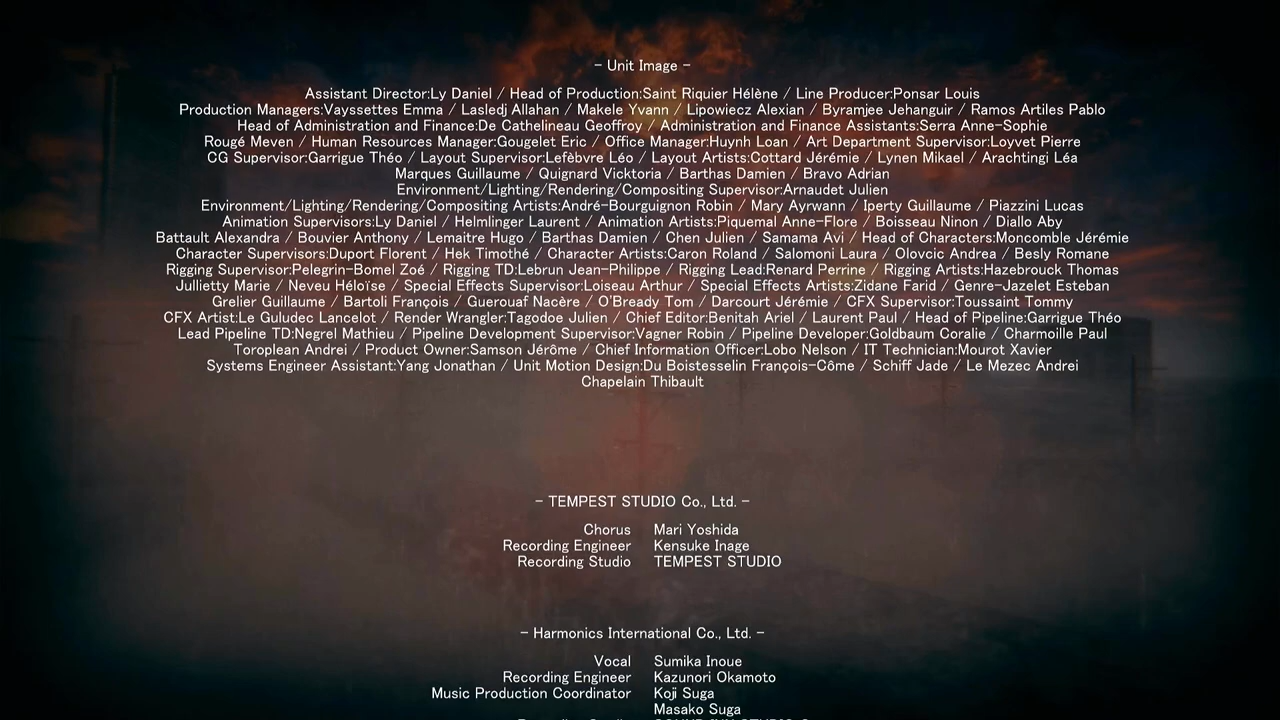 - Unit Image -
Assistant Director:Ly Daniel / Head of Production:Saint Riquier Hélène / Line Producer:Ponsar Louis
Production Managers:Vayssettes Emma / Lasledj Allahan / Makele Yvann / Lipowiecz Alexian / Byramjee Jehanguir / Ramos Artiles Pablo
Head of Administration and Finance:De Cathelineau Geoffroy / Administration and Finance Assistants:Serra Anne-Sophie
Rougé Meven / Human Resources Manager:Gougelet Eric / Office Manager:Huynh Loan / Art Department Supervisor:Loyvet Pierre
CG Supervisor:Garrigue Théo / Layout Supervisor:Lefèbvre Léo / Layout Artists:Cottard Jérémie / Lynen Mikael / Arachtingi Léa
Marques Guillaume / Quignard Vicktoria / Barthas Damien / Bravo Adrian
Environment/Lighting/Rendering/Compositing Supervisor:Arnaudet Julien
Environment/Lighting/Rendering/Compositing Artists:André-Bourguignon Robin / Mary Ayrwann / Iperty Guillaume / Piazzini Lucas
Animation Supervisors:Ly Daniel / Helmlinger Laurent / Animation Artists:Piquemal Anne-Flore / Boisseau Ninon / Diallo Aby
Battault Alexandra / Bouvier Anthony / Lemaitre Hugo / Barthas Damien / Chen Julien / Samama Avi / Head of Characters:Moncomble Jérémie
Character Supervisors:Duport Florent / Hek Timothé / Character Artists:Caron Roland / Salomoni Laura / Olovcic Andrea / Besly Romane
Rigging Supervisor:Pelegrin-Bomel Zoé / Rigging TD:Lebrun Jean-Philippe / Rigging Lead:Renard Perrine / Rigging Artists:Hazebrouck Thomas
Jullietty Marie / Neveu Héloïse / Special Effects Supervisor:Loiseau Arthur / Special Effects Artists:Zidane Farid / Genre-Jazelet Esteban
Grelier Guillaume / Bartoli François / Guerouaf Nacère / O'Bready Tom / Darcourt Jérémie / CFX Supervisor:Toussaint Tommy
CFX Artist:Le Guludec Lancelot / Render Wrangler:Tagodoe Julien / Chief Editor:Benitah Ariel / Laurent Paul / Head of Pipeline:Garrigue Théo
Lead Pipeline TD:Negrel Mathieu / Pipeline Development Supervisor:Vagner Robin / Pipeline Developer:Goldbaum Coralie / Charmoille Paul
Toroplean Andrei / Product Owner:Samson Jérôme / Chief Information Officer:Lobo Nelson / IT Technician:Mourot Xavier
Systems Engineer Assistant:Yang Jonathan / Unit Motion Design:Du Boistesselin François-Côme / Schiff Jade / Le Mezec Andrei
Chapelain Thibault
- TEMPEST STUDIO Co., Ltd. -
Chorus Mari Yoshida
Recording Engineer Kensuke Inage
Recording Studio TEMPEST STUDIO
- Harmonics International Co., Ltd. -
Vocal Sumika Inoue
Recording Engineer Kazunori Okamoto
Music Production Coordinator Koji Suga
Masako Suga